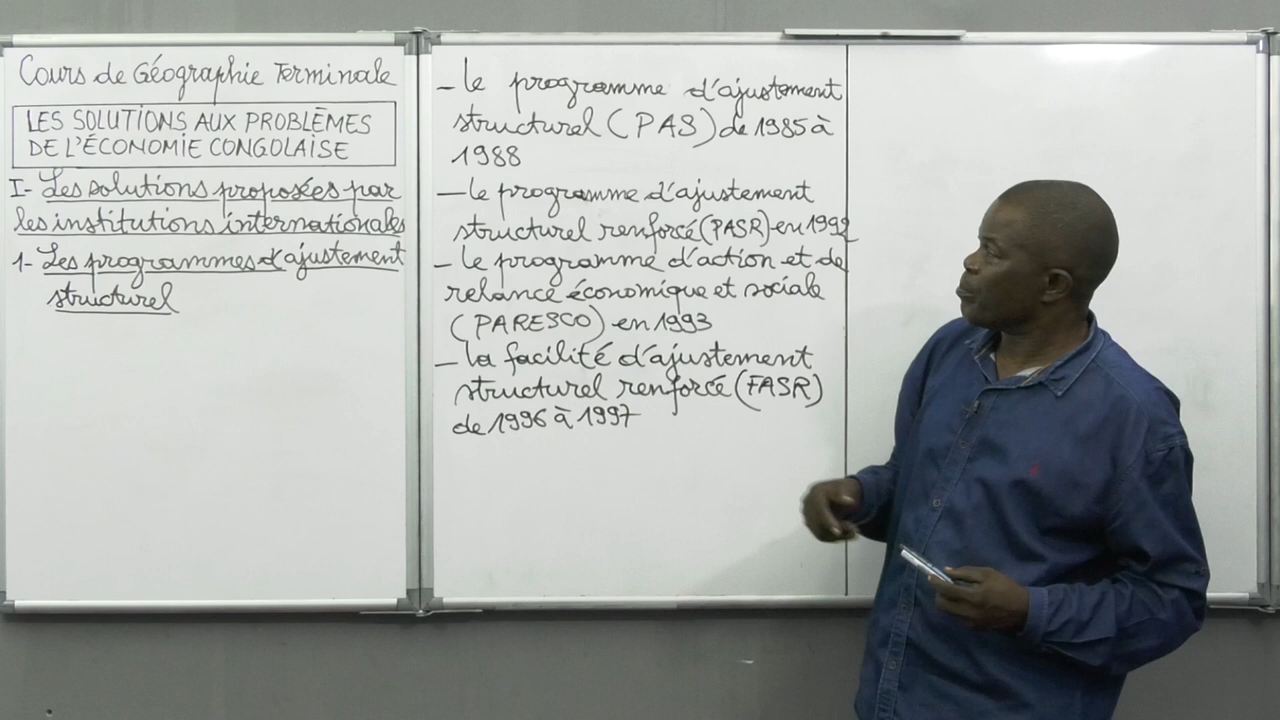 Cours de Géographie Terminale
LES SOLUTIONS AUX PROBLÈMES
DE L'ÉCONOMIE CONGOLAISE
I- Les solutions proposées par
les institutions internationales
1- Les programmes d'ajustement
structurel
- le programme d'ajustement
structurel (PAS) de 1985 à
1988
- le programme d'ajustement
structurel renforcé (PASR) en 1992
- le programme d'action et de
relance économique et sociale
(PARESCO) en 1993
- la facilité d'ajustement
structurel renforcé (FASR)
de 1996 à 1997